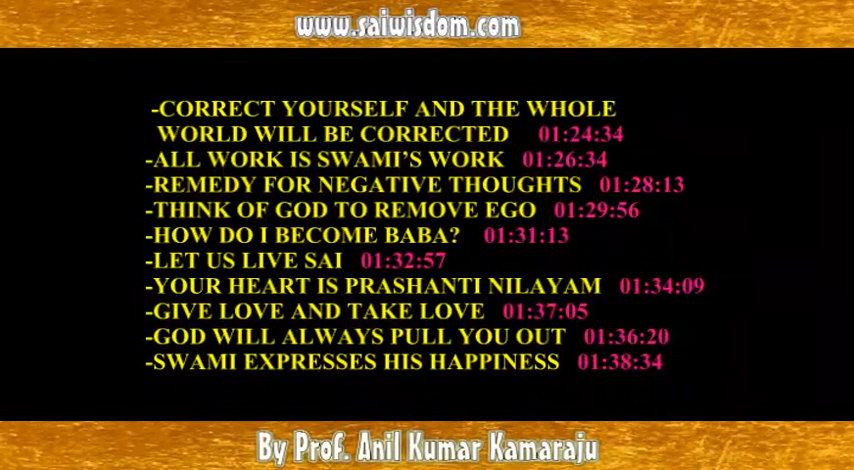 www.saiwisdom.com
-CORRECT YOURSELF AND THE WHOLE
WORLD WILL BE CORRECTED 01:24:34
-ALL WORK IS SWAMI'S WORK 01:26:34
-REMEDY FOR NEGATIVE THOUGHTS 01:28:13
-THINK OF GOD TO REMOVE EGO 01:29:56
-HOW DO I BECOME BABA? 01:31:13
-LET US LIVE SAI 01:32:57
-YOUR HEART IS PRASHANTI NILAYAM 01:34:09
-GIVE LOVE AND TAKE LOVE 01:37:05
-GOD WILL ALWAYS PULL YOU OUT 01:36:20
-SWAMI EXPRESSES HIS HAPPINESS 01:38:34
By Prof. Anil Kumar Kamaraju